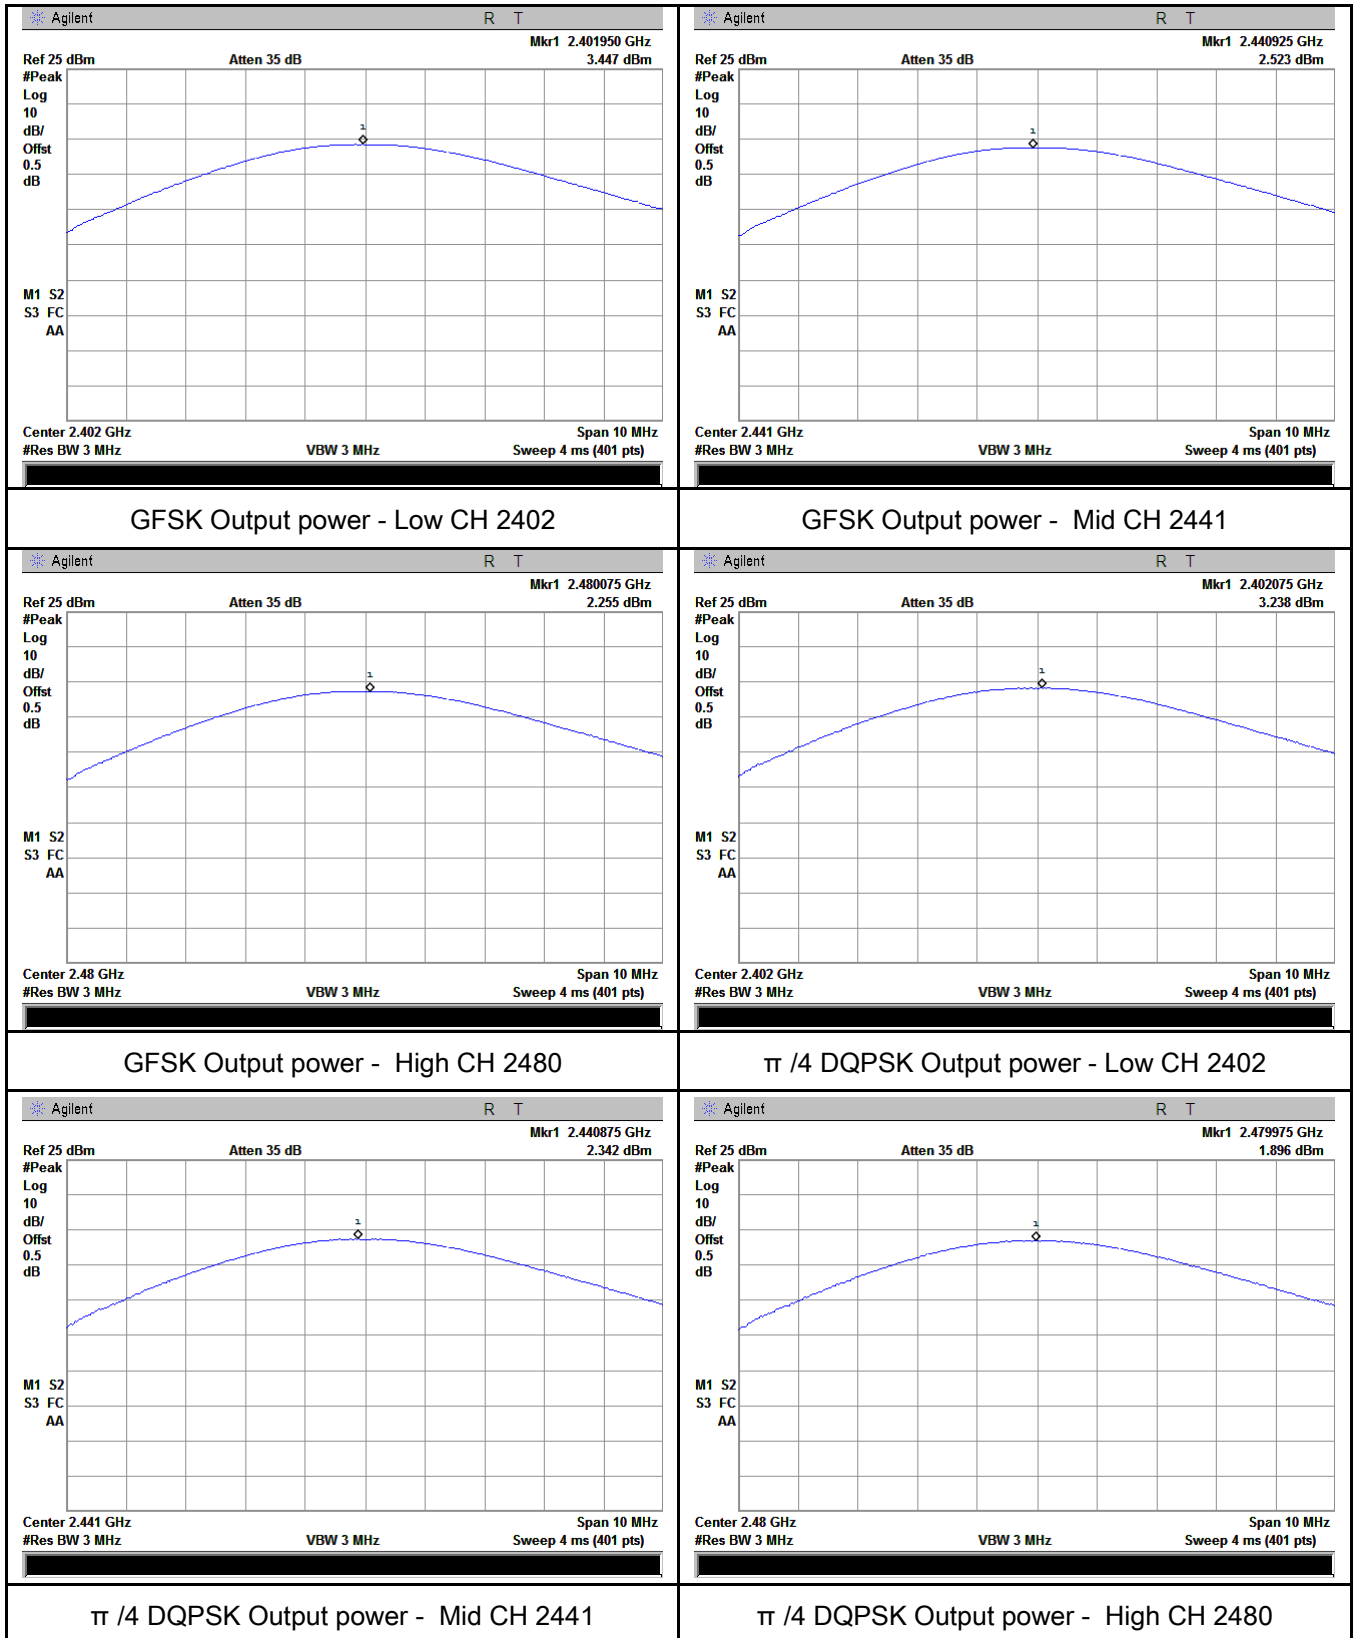 Agilent R T
Mkr1 2.401950 GHz
Ref 25 dBm Atten 35 dB 3.447 dBm
#Peak
Log
10
dB/
Offst
0.5
dB
1
M1 S2
S3 FC
AA
Center 2.402 GHz Span 10 MHz
#Res BW 3 MHz VBW 3 MHz Sweep 4 ms (401 pts)
GFSK Output power - Low CH 2402
Agilent R T
Mkr1 2.440925 GHz
Ref 25 dBm Atten 35 dB 2.523 dBm
#Peak
Log
10
dB/
Offst
0.5
dB
1
M1 S2
S3 FC
AA
Center 2.441 GHz Span 10 MHz
#Res BW 3 MHz VBW 3 MHz Sweep 4 ms (401 pts)
GFSK Output power - Mid CH 2441
Agilent R T
Mkr1 2.480075 GHz
Ref 25 dBm Atten 35 dB 2.255 dBm
#Peak
Log
10
dB/
Offst
0.5
dB
1
M1 S2
S3 FC
AA
Center 2.48 GHz Span 10 MHz
#Res BW 3 MHz VBW 3 MHz Sweep 4 ms (401 pts)
GFSK Output power - High CH 2480
Agilent R T
Mkr1 2.402075 GHz
Ref 25 dBm Atten 35 dB 3.238 dBm
#Peak
Log
10
dB/
Offst
0.5
dB
1
M1 S2
S3 FC
AA
Center 2.402 GHz Span 10 MHz
#Res BW 3 MHz VBW 3 MHz Sweep 4 ms (401 pts)
π /4 DQPSK Output power - Low CH 2402
Agilent R T
Mkr1 2.440875 GHz
Ref 25 dBm Atten 35 dB 2.342 dBm
#Peak
Log
10
dB/
Offst
0.5
dB
1
M1 S2
S3 FC
AA
Center 2.441 GHz Span 10 MHz
#Res BW 3 MHz VBW 3 MHz Sweep 4 ms (401 pts)
π /4 DQPSK Output power - Mid CH 2441
Agilent R T
Mkr1 2.479975 GHz
Ref 25 dBm Atten 35 dB 1.896 dBm
#Peak
Log
10
dB/
Offst
0.5
dB
1
M1 S2
S3 FC
AA
Center 2.48 GHz Span 10 MHz
#Res BW 3 MHz VBW 3 MHz Sweep 4 ms (401 pts)
π /4 DQPSK Output power - High CH 2480